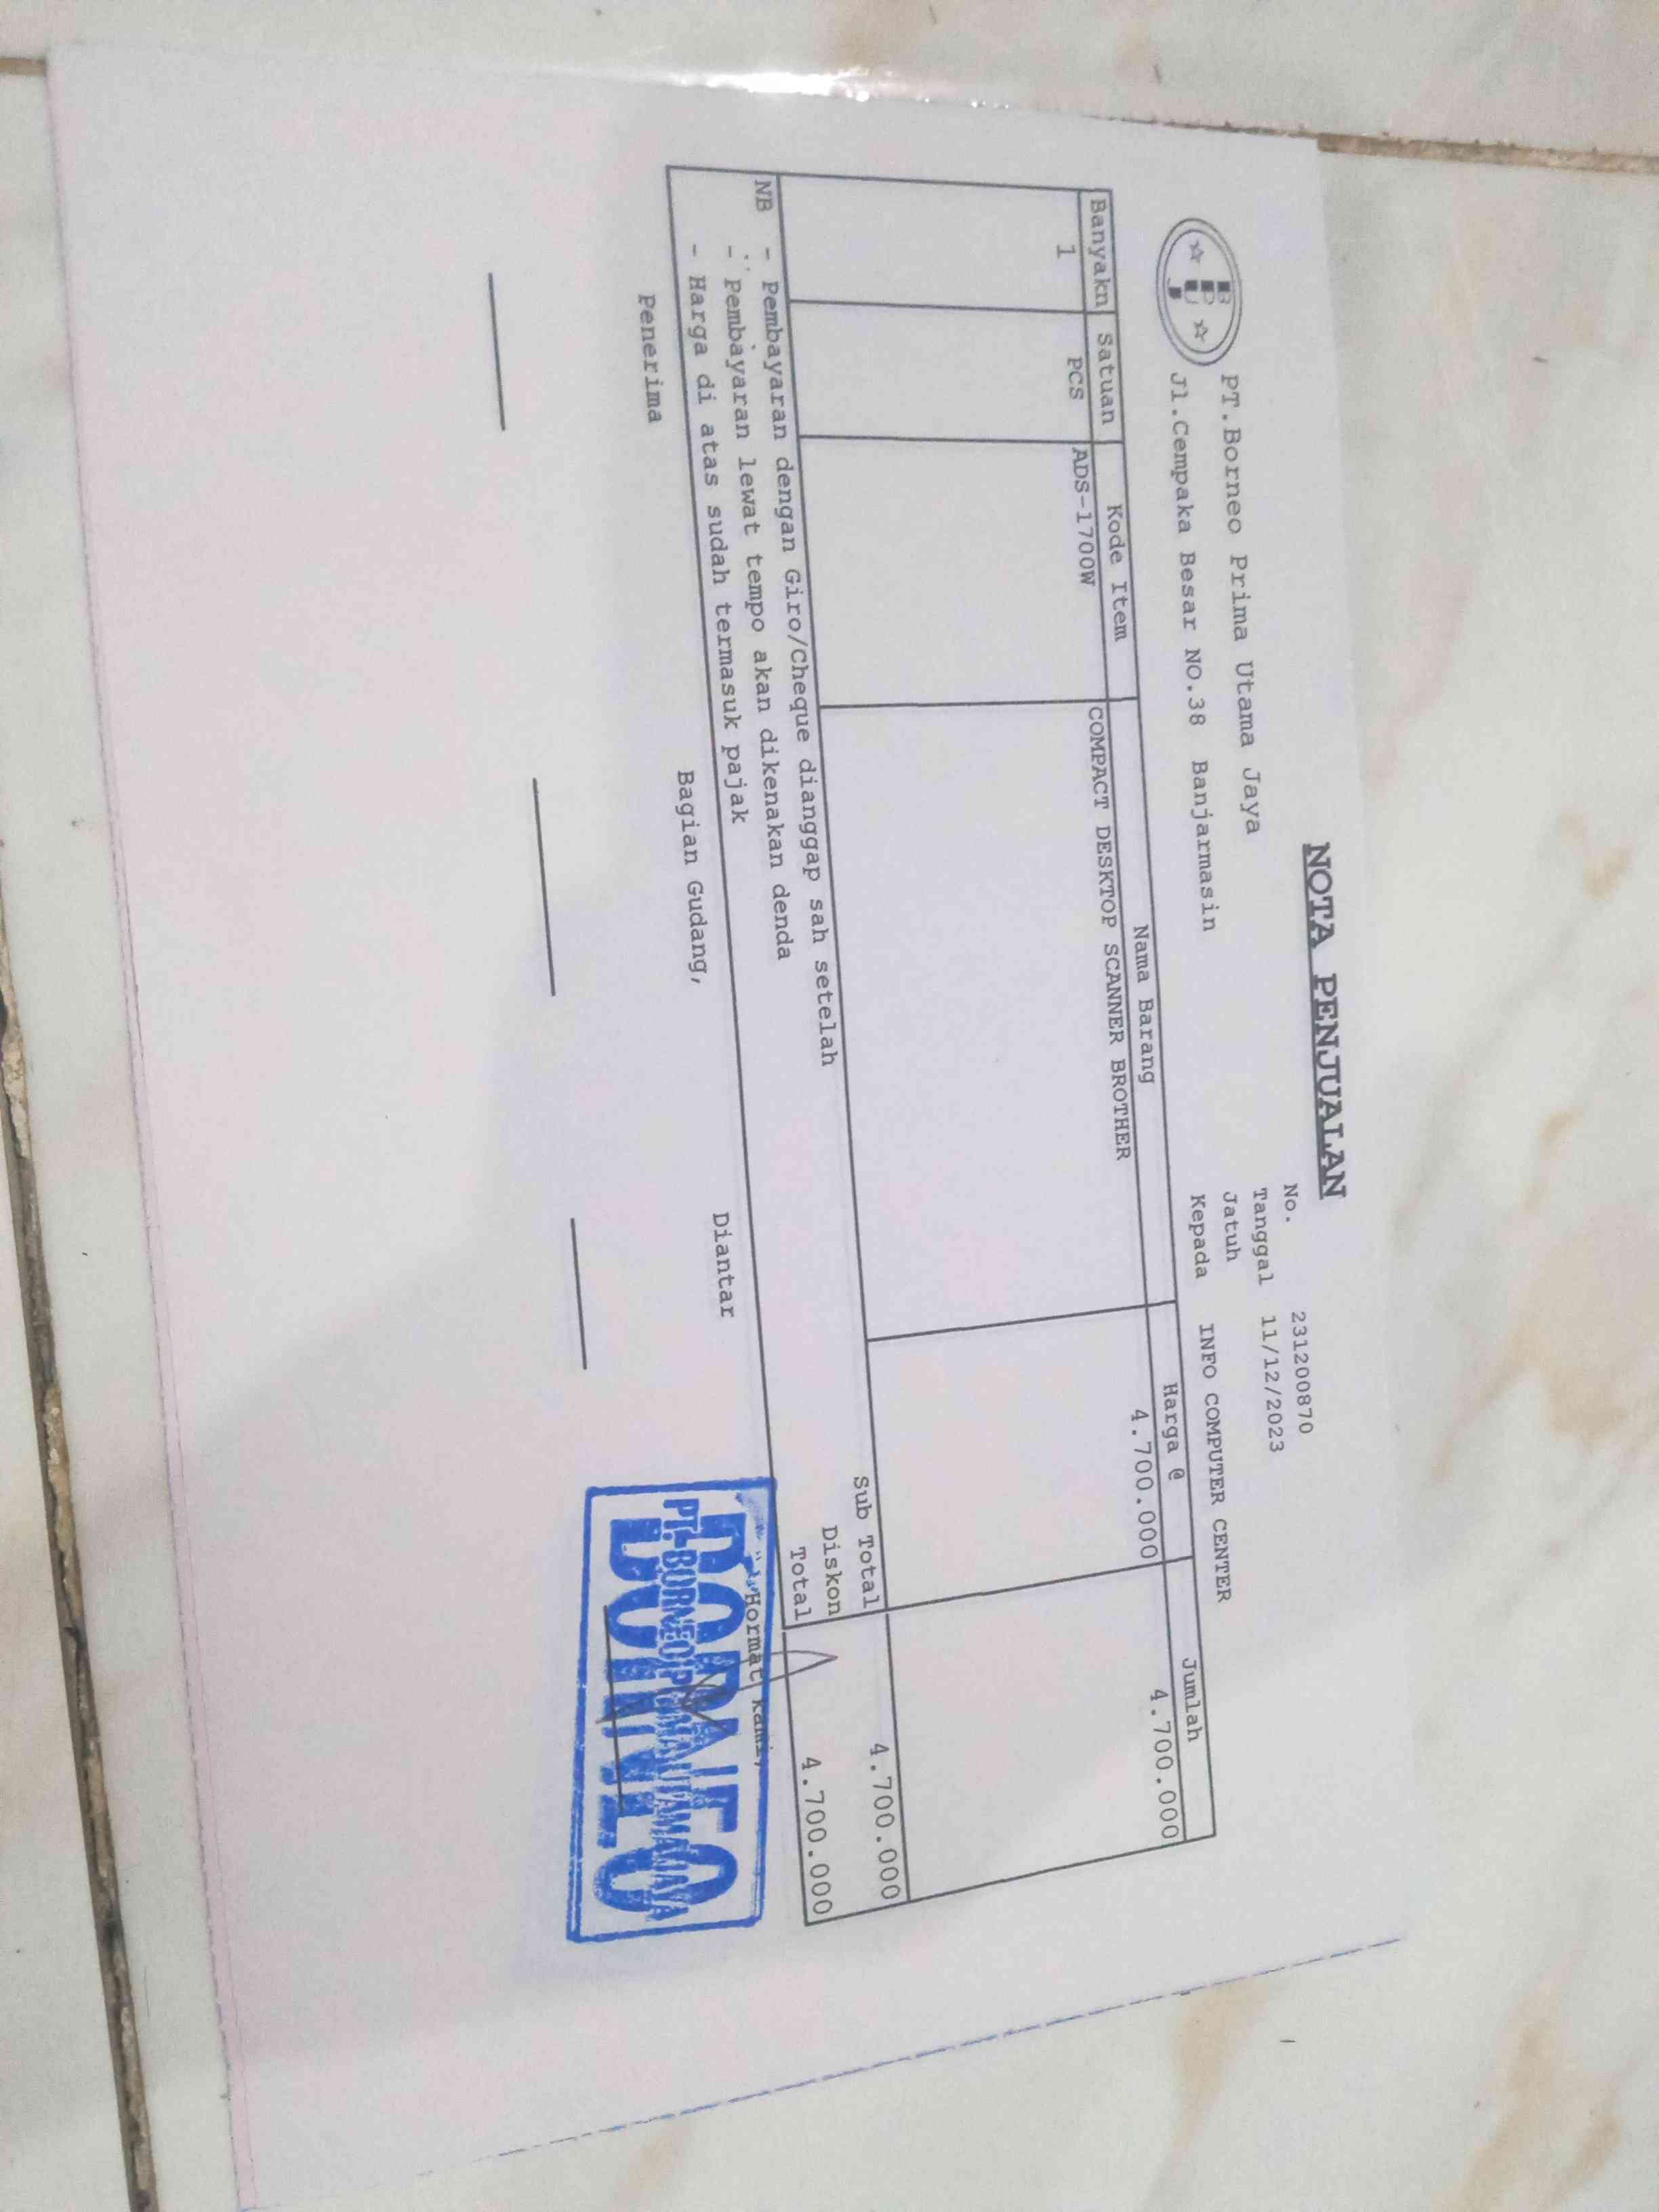 NOTA PENJUALAN
BPUJ
PT.Borneo Prima Utama Jaya
Jl.Cempaka Besar NO.38 Banjarmasin
No. 231200870
Tanggal 11/12/2023
Jatuh
Kepada INFO COMPUTER CENTER
Banyakn Satuan Kode Item Nama Barang Harga @ Jumlah
1 PCS ADS-1700W COMPACT DESKTOP SCANNER BROTHER 4.700.000 4.700.000
NB - Pembayaran dengan Giro/Cheque dianggap sah setelah
- Pembayaran lewat tempo akan dikenakan denda
- Harga di atas sudah termasuk pajak
Sub Total 4.700.000
Diskon
Total 4.700.000
Penerima Bagian Gudang, Diantar Hormat Kami,
BORNEO
PT. BORNEO PRIMA UTAMA JAYA